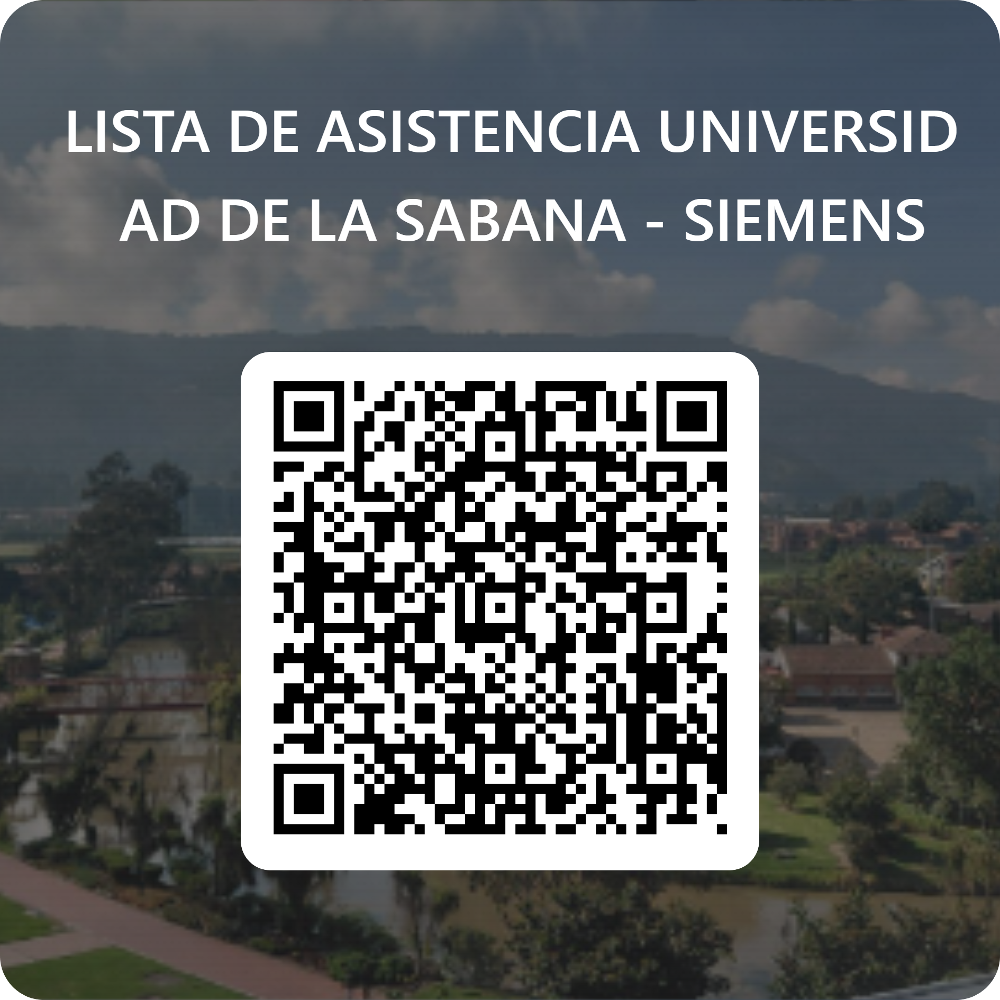 LISTA DE ASISTENCIA UNIVERSID
AD DE LA SABANA - SIEMENS